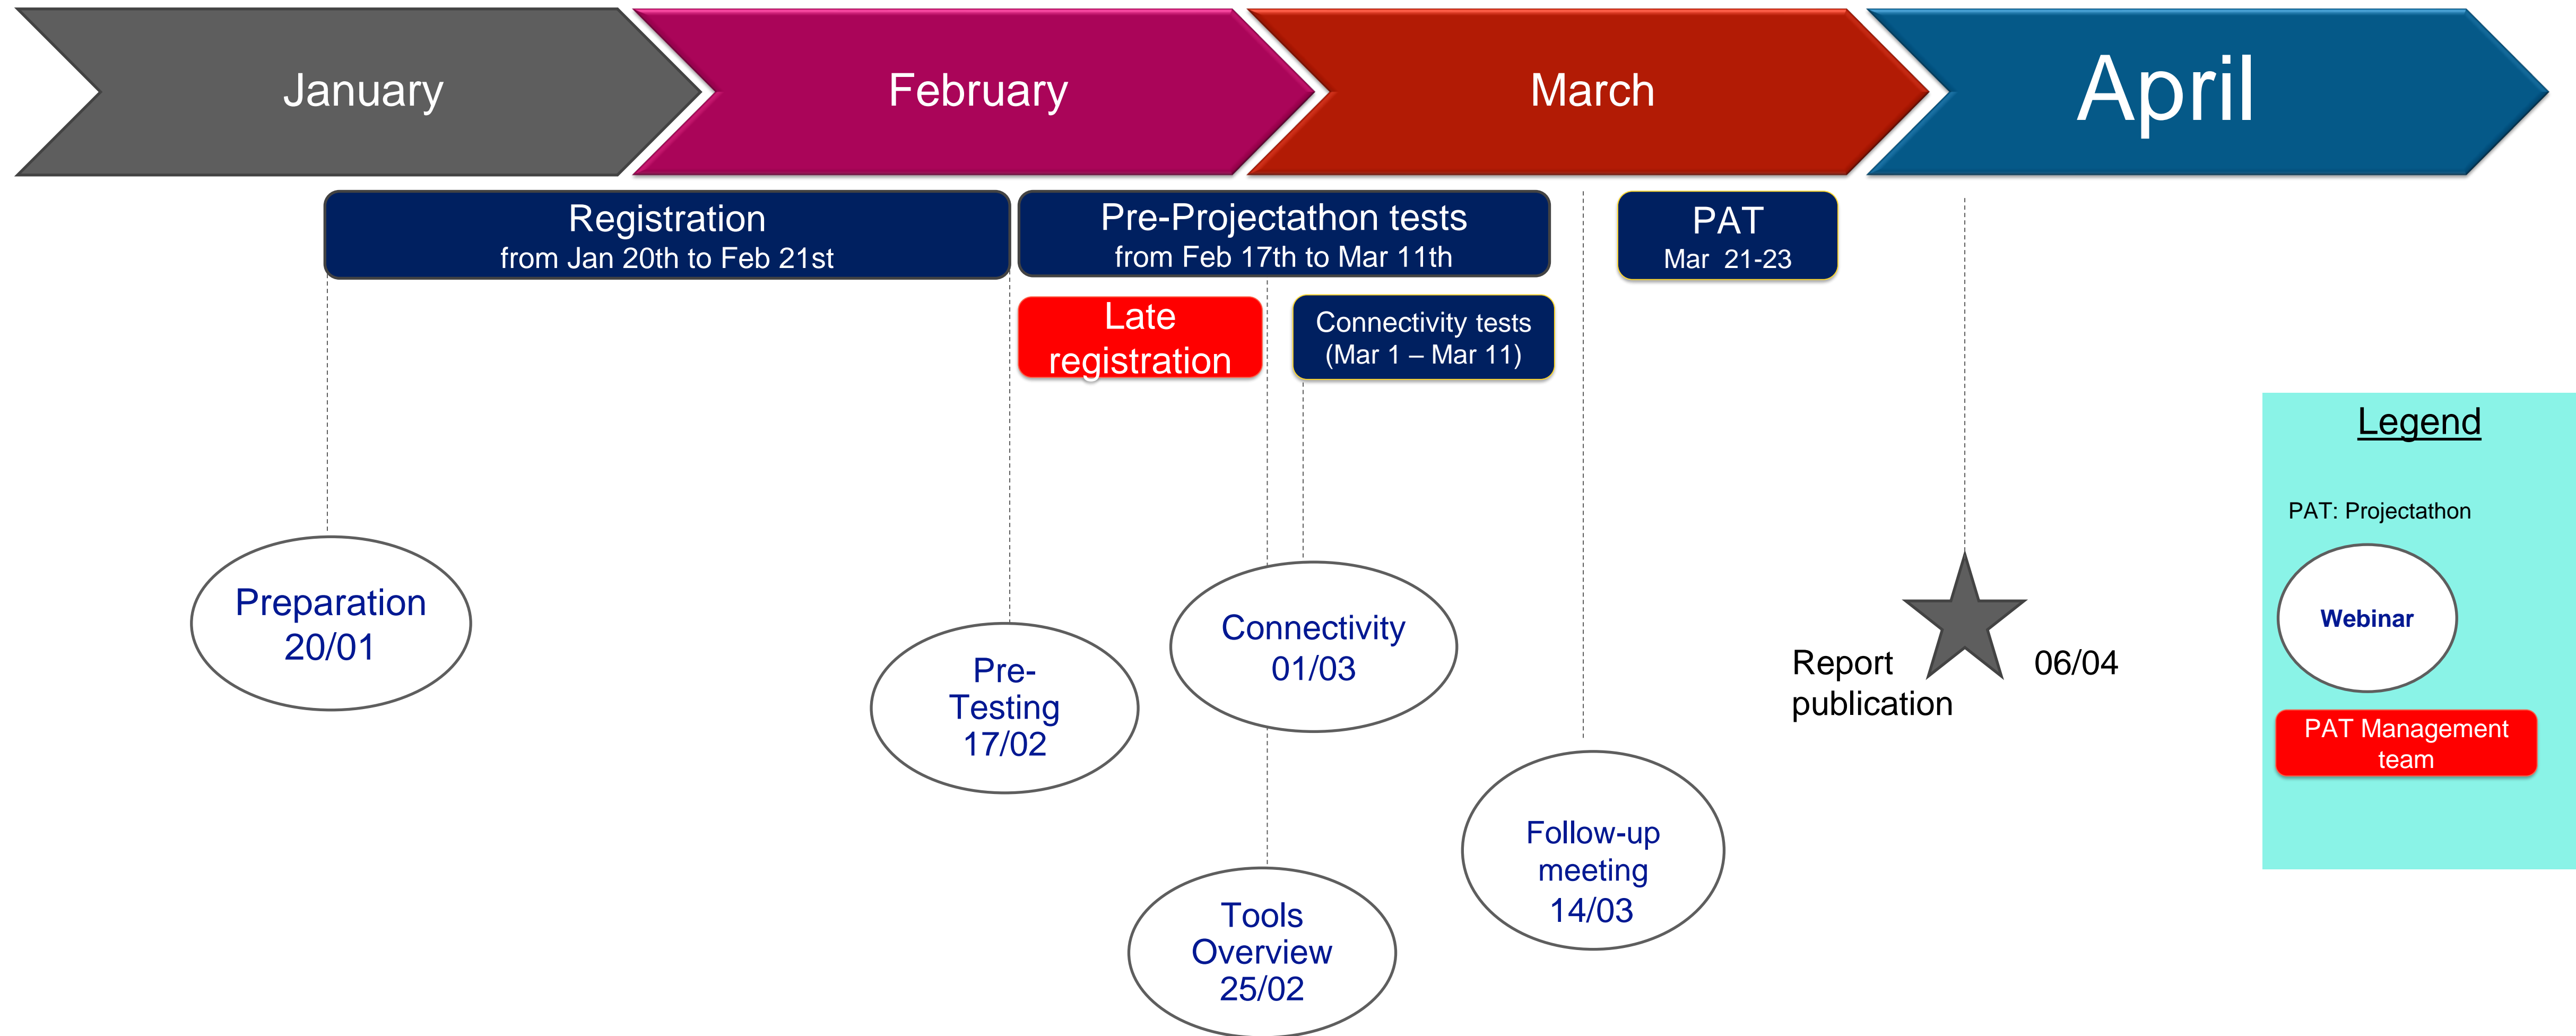 January
February
March
April
Registration
from Jan 20th to Feb 21st
Pre-Projectathon tests
from Feb 17th to Mar 11th
PAT
Mar 21-23
Late
registration
Connectivity tests
(Mar 1 – Mar 11)
Preparation
20/01
Pre-
Testing
17/02
Connectivity
01/03
Tools
Overview
25/02
Follow-up
meeting
14/03
Report
publication
06/04
Legend
PAT: Projectathon
Webinar
PAT Management
team